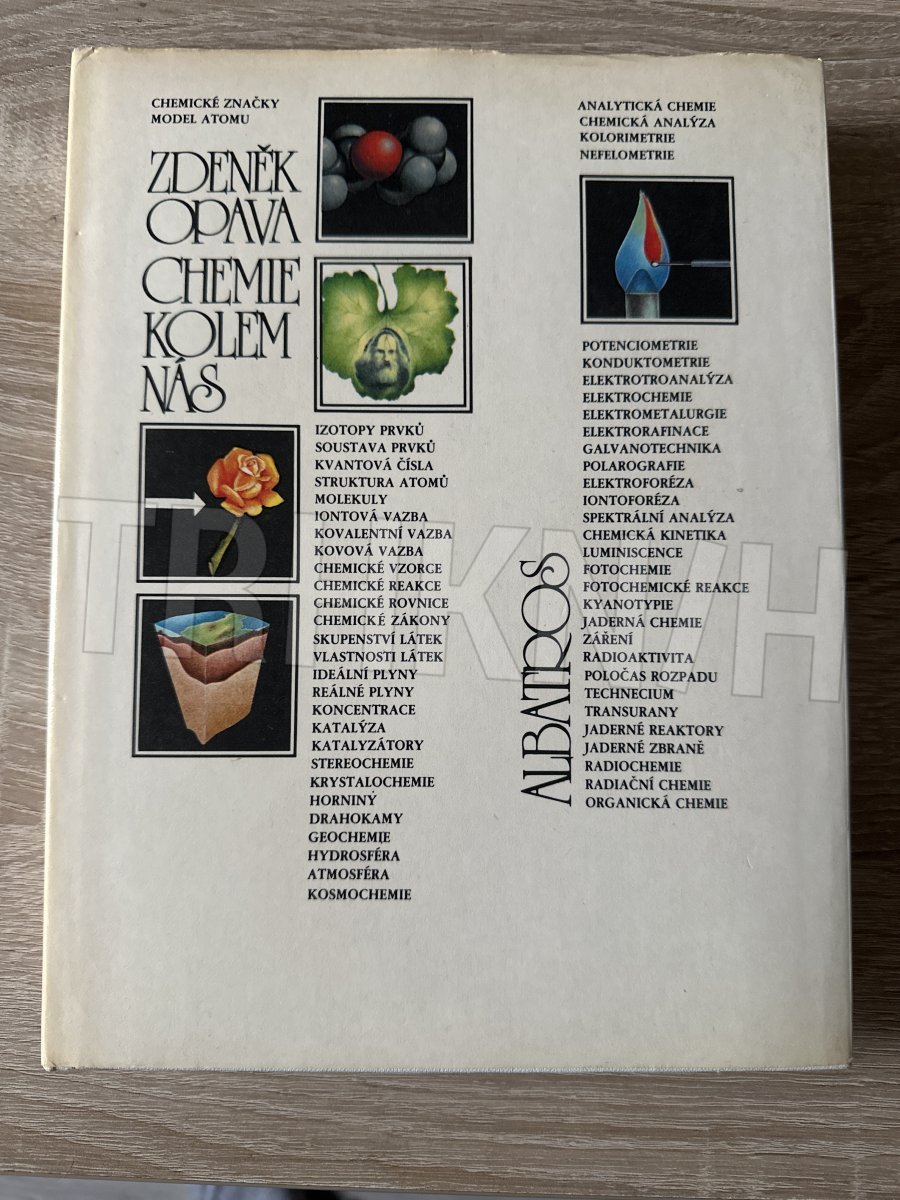 CHEMICKÉ ZNAČKY
MODEL ATOMU
ZDENĚK
OPAVA
CHEMIE
KOLEM
NÁS
IZOTOPY PRVKŮ
SOUSTAVA PRVKŮ
KVANTOVÁ ČÍSLA
STRUKTURA ATOMŮ
MOLEKULY
IONTOVÁ VAZBA
KOVALENTNÍ VAZBA
KOVOVÁ VAZBA
CHEMICKÉ VZORCE
CHEMICKÉ REAKCE
CHEMICKÉ ROVNICE
CHEMICKÉ ZÁKONY
SKUPENSTVÍ LÁTEK
VLASTNOSTI LÁTEK
IDEÁLNÍ PLYNY
REÁLNÉ PLYNY
KONCENTRACE
KATALÝZA
KATALYZÁTORY
STEREOCHEMIE
KRYSTALOCHEMIE
HORNINY
DRAHOKAMY
GEOCHEMIE
HYDROSFÉRA
ATMOSFÉRA
KOSMOCHEMIE
ALBATROS
ANALYTICKÁ CHEMIE
CHEMICKÁ ANALÝZA
KOLORIMETRIE
NEFELOMETRIE
POTENCIOMETRIE
KONDUKTOMETRIE
ELEKTROTROANALÝZA
ELEKTROCHEMIE
ELEKTROMETALURGIE
ELEKTRORAFINACE
GALVANOTECHNIKA
POLAROGRAFIE
ELEKTROFORÉZA
IONTOFORÉZA
SPEKTRÁLNÍ ANALÝZA
CHEMICKÁ KINETIKA
LUMINISCENCE
FOTOCHEMIE
FOTOCHEMICKÉ REAKCE
KYANOTYPIE
JADERNÁ CHEMIE
ZÁŘENÍ
RADIOAKTIVITA
POLOČAS ROZPADU
TECHNECIUM
TRANSURANY
JADERNÉ REAKTORY
JADERNÉ ZBRANĚ
RADIOCHEMIE
RADIAČNÍ CHEMIE
ORGANICKÁ CHEMIE